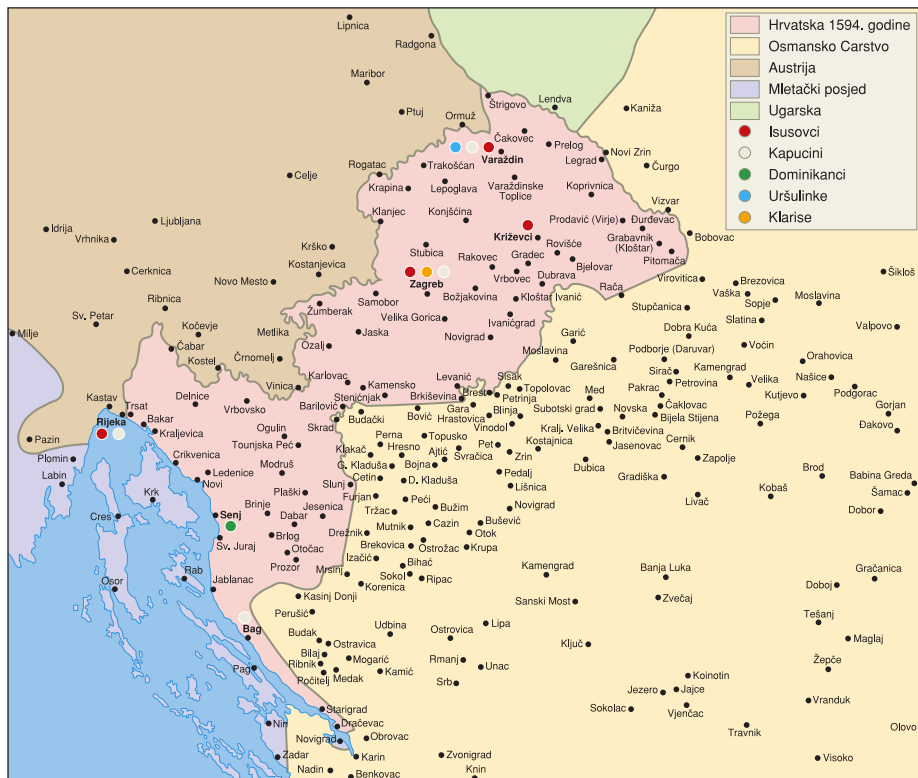 Hrvatska 1594. godine
Osmansko Carstvo
Austrija
Mletački posjed
Ugarska
Isusovci
Kapucini
Dominikanci
Uršulinke
Klarise
Lipnica
Radgona
Maribor
Ptuj
Ormuž
Štrigovo
Lendva
Kaniža
Čakovec
Prelog
Legrad
Novi Zrin
Čurgo
Varaždin
Rogatac
Trakošćan
Celje
Krapina
Lepoglava
Varaždinske
Toplice
Koprivnica
Vizvar
Ljubljana
Idrija
Vrhnika
Klanjec
Konjšćina
Prodavić (Virje)
Đurđevac
Križevci
Grabavnik
(Kloštar)
Bobovac
Pitomača
Krško
Stubica
Rovišće
Kostanjevica
Rakovec
Gradec
Bjelovar
Cerknica
Novo Mesto
Zagreb
Vrbovec
Dubrava
Virovitica
Brezovica
Šikloš
Ribnica
Samobor
Božjakovina
Kloštar Ivanić
Rača
Vaška
Sopje
Moslavina
Žumberak
Stupčanica
Sv. Petar
Velika Gorica
Ivanićgrad
Slatina
Valpovo
Milje
Kočevje
Metlika
Jaska
Novigrad
Garić
Dobra Kuća
Čabar
Ozalj
Moslavina
Podborje (Daruvar)
Voćin
Orahovica
Kostel
Črnomelj
Garešnica
Sirač
Kamengrad
Našice
Vinica
Karlovac
Kamensko
Levanić
Sisak
Topolovac
Med
Pakrac
Petrovina
Velika
Podgorac
Kutjevo
Delnice
Vrbovsko
Barilović
Steničnjak
Brkiševina
Brest
Petrinja
Kastav
Trsat
Bakar
Skrad
Budački
Bović
Gara
Hrastovica
Blinja
Subotski grad
Novska
Čaklovac
Bijela Stijena
Požega
Gorjan
Rijeka
Kraljevica
Ogulin
Vinodol
Kralj. Velika
Britvičevina
Đakovo
Pazin
Tounjska Peć
Perna
Topusko
Pet
Kostajnica
Jasenovac
Cernik
Klakač
Hresno
Ajtić
Svračica
Zrin
Plomin
Crikvenica
G. Kladuša
Bojna
Dubica
Zapolje
Labin
Ledenice
Modruš
Cetin
D. Kladuša
Pedalj
Gradiška
Brod
Babina Greda
Novi
Plaški
Slunj
Lišnica
Krk
Furjan
Peći
Livač
Kobaš
Šamac
Cres
Senj
Brinje
Dabar
Jesenica
Tržac
Bužim
Novigrad
Dobor
Brlog
Drežnik
Mutnik
Cazin
Bušević
Otok
Sv. Juraj
Otočac
Brekovica
Ostrožac
Krupa
Prozor
Izačić
Bihać
Rab
Mrsinj
Sokol
Ripac
Kamengrad
Banja Luka
Gračanica
Osor
Jablanac
Korenica
Doboj
Kasinj Donji
Sanski Most
Zvečaj
Perušić
Tešanj
Bag
Budak
Udbina
Ostrovica
Lipa
Ostravica
Ključ
Maglaj
Bilaj
Mogarić
Rmanj
Unac
Pag
Ribnik
Kamić
Koinotin
Žepče
Počitelj
Medak
Srb
Jezero
Jajce
Starigrad
Sokolac
Vjenčac
Vranduk
Nin
Dračevac
Travnik
Olovo
Novigrad
Obrovac
Zadar
Karin
Zvonigrad
Visoko
Nadin
Benkovac
Knin